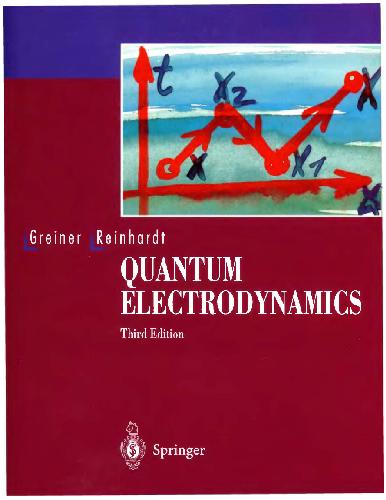 t
x
x₂
x₁
x
x
Greiner Reinhardt
QUANTUM
ELECTRODYNAMICS
Third Edition
Springer